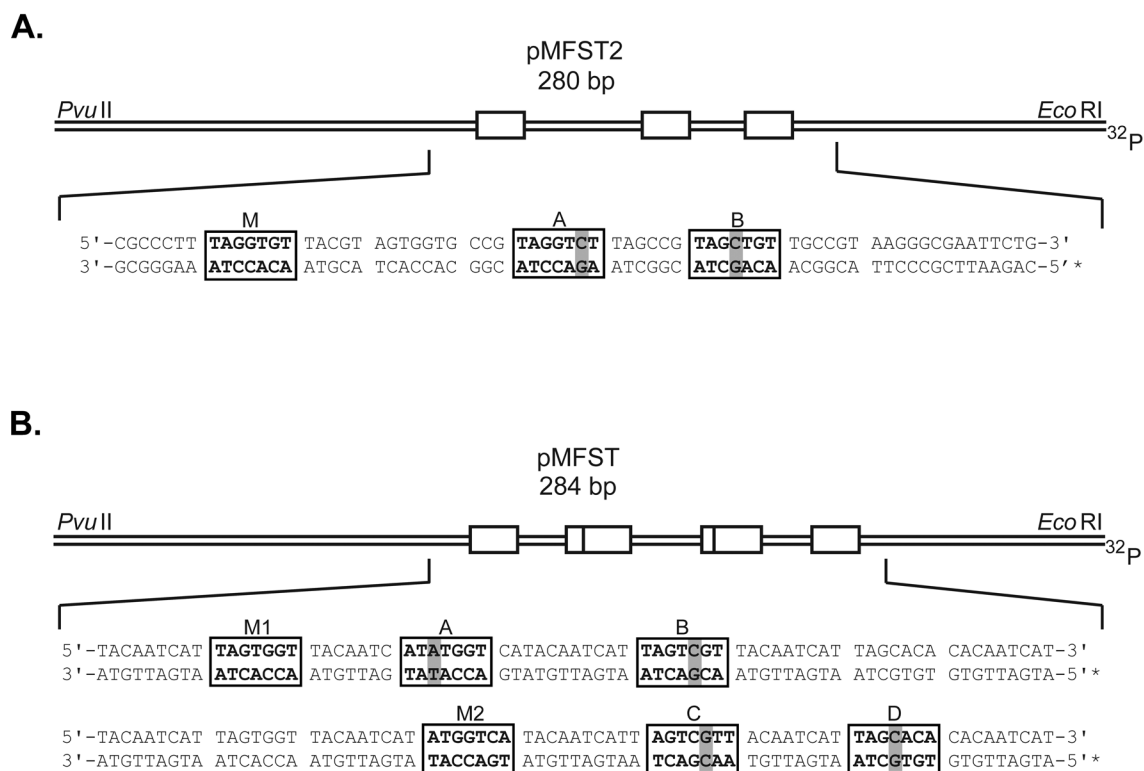 A.
pMFST2
280 bp
PvuII
EcoRI
32P
M A B
5'-CGCCCTT TAGGTGT TACGT AGTGGTG CCG TAGGTCT TAGCCG TAGCTGT TGCCGT AAGGGCGAATTCTG-3'
3'-GCGGGAA ATCCACA ATGCA TCACCAC GGC ATCCAGA ATCGGC ATCGACA ACGGCA TTCCCGCTTAAGAC-5'*
B.
pMFST
284 bp
PvuII
EcoRI
32P
M1 A B
5'-TACAATCAT TAGTGGT TACAATC ATATGGT CATACAATCAT TAGTCGT TACAATCAT TAGCACA CACAATCAT-3'
3'-ATGTTAGTA ATCACCA ATGTTAG TATACCA GTATGTTAGTA ATCAGCA ATGTTAGTA ATCGTGT GTGTTAGTA-5'*
M2 C D
5'-TACAATCAT TAGTGGT TACAATCAT ATGGTCA TACAATCATT AGTCGTT ACAATCAT TAGCACA CACAATCAT-3'
3'-ATGTTAGTA ATCACCA ATGTTAGTA TACCAGT ATGTTAGTAA TCAGCAA TGTTAGTA ATCGTGT GTGTTAGTA-5'*